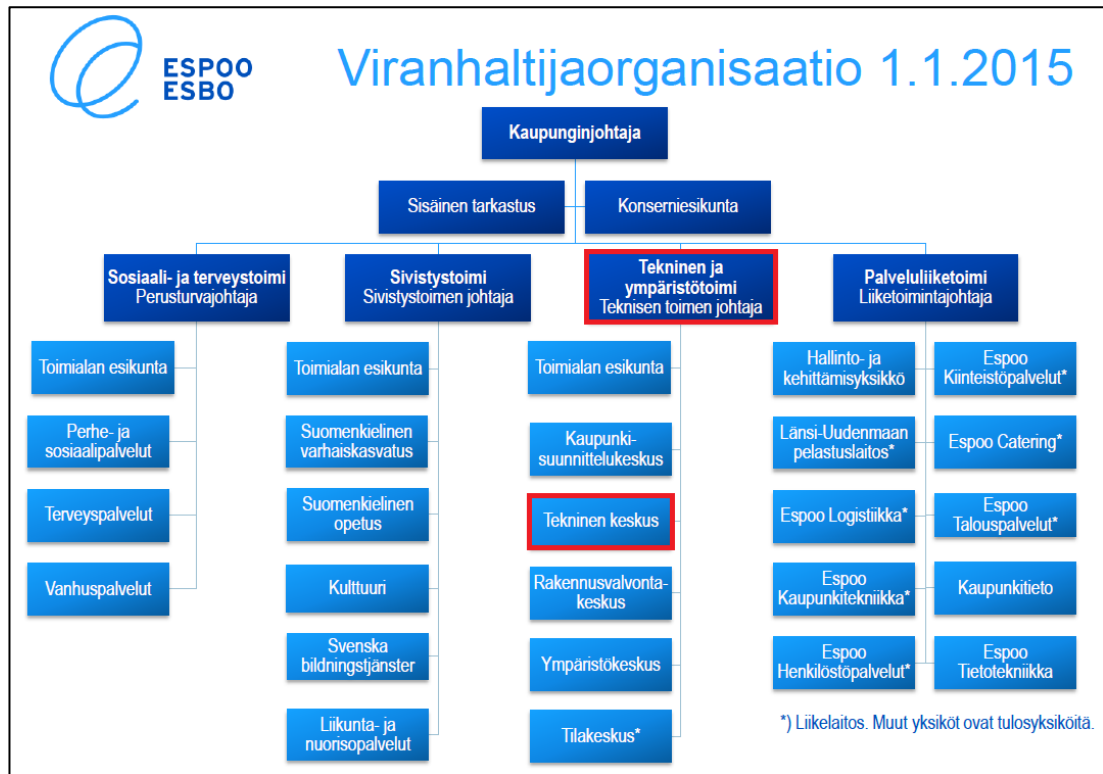 ESPOO
ESBO
Viranhaltijaorganisaatio 1.1.2015
Kaupunginjohtaja
Sisäinen tarkastus
Konserniesikunta
Sosiaali- ja terveystoimi
Perusturvajohtaja
Toimialan esikunta
Perhe- ja
sosiaalipalvelut
Terveyspalvelut
Vanhuspalvelut
Sivistystoimi
Sivistystoimen johtaja
Toimialan esikunta
Suomenkielinen
varhaiskasvatus
Suomenkielinen
opetus
Kulttuuri
Svenska
bildningstjänster
Liikunta- ja
nuorisopalvelut
Tekninen ja
ympäristötoimi
Teknisen toimen johtaja
Toimialan esikunta
Kaupunki-
suunnittelukeskus
Tekninen keskus
Rakennusvalvonta-
keskus
Ympäristökeskus
Tilakeskus*
Palveluliiketoimi
Liiketoimintajohtaja
Hallinto- ja
kehittämisyksikkö
Espoo
Kiinteistöpalvelut*
Länsi-Uudenmaan
pelastuslaitos*
Espoo Catering*
Espoo Logistiikka*
Espoo
Talouspalvelut*
Espoo
Kaupunkitekniikka*
Kaupunkitieto
Espoo
Henkilöstöpalvelut*
Espoo
Tietotekniikka
*) Liikelaitos. Muut yksiköt ovat tulosyksiköitä.